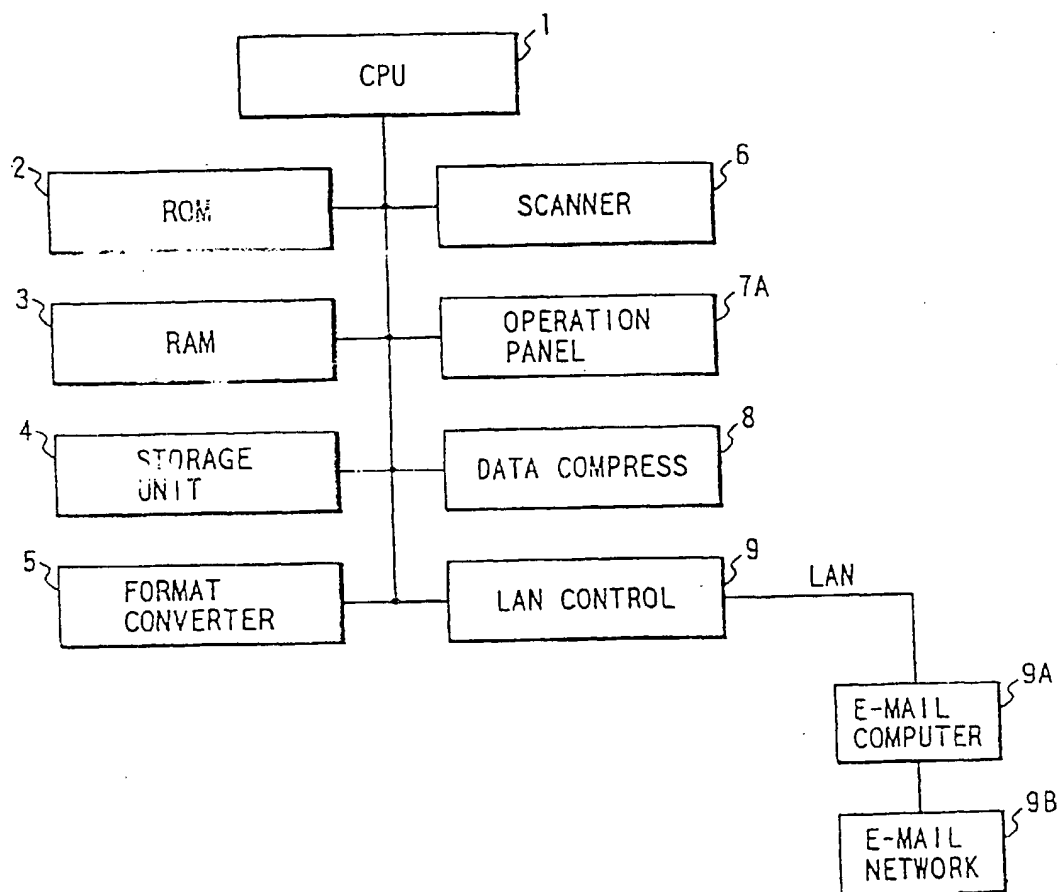 1
CPU
2
ROM
6
SCANNER
3
RAM
7A
OPERATION
PANEL
4
STORAGE
UNIT
8
DATA COMPRESS
5
FORMAT
CONVERTER
9
LAN CONTROL
LAN
9A
E-MAIL
COMPUTER
9B
E-MAIL
NETWORK